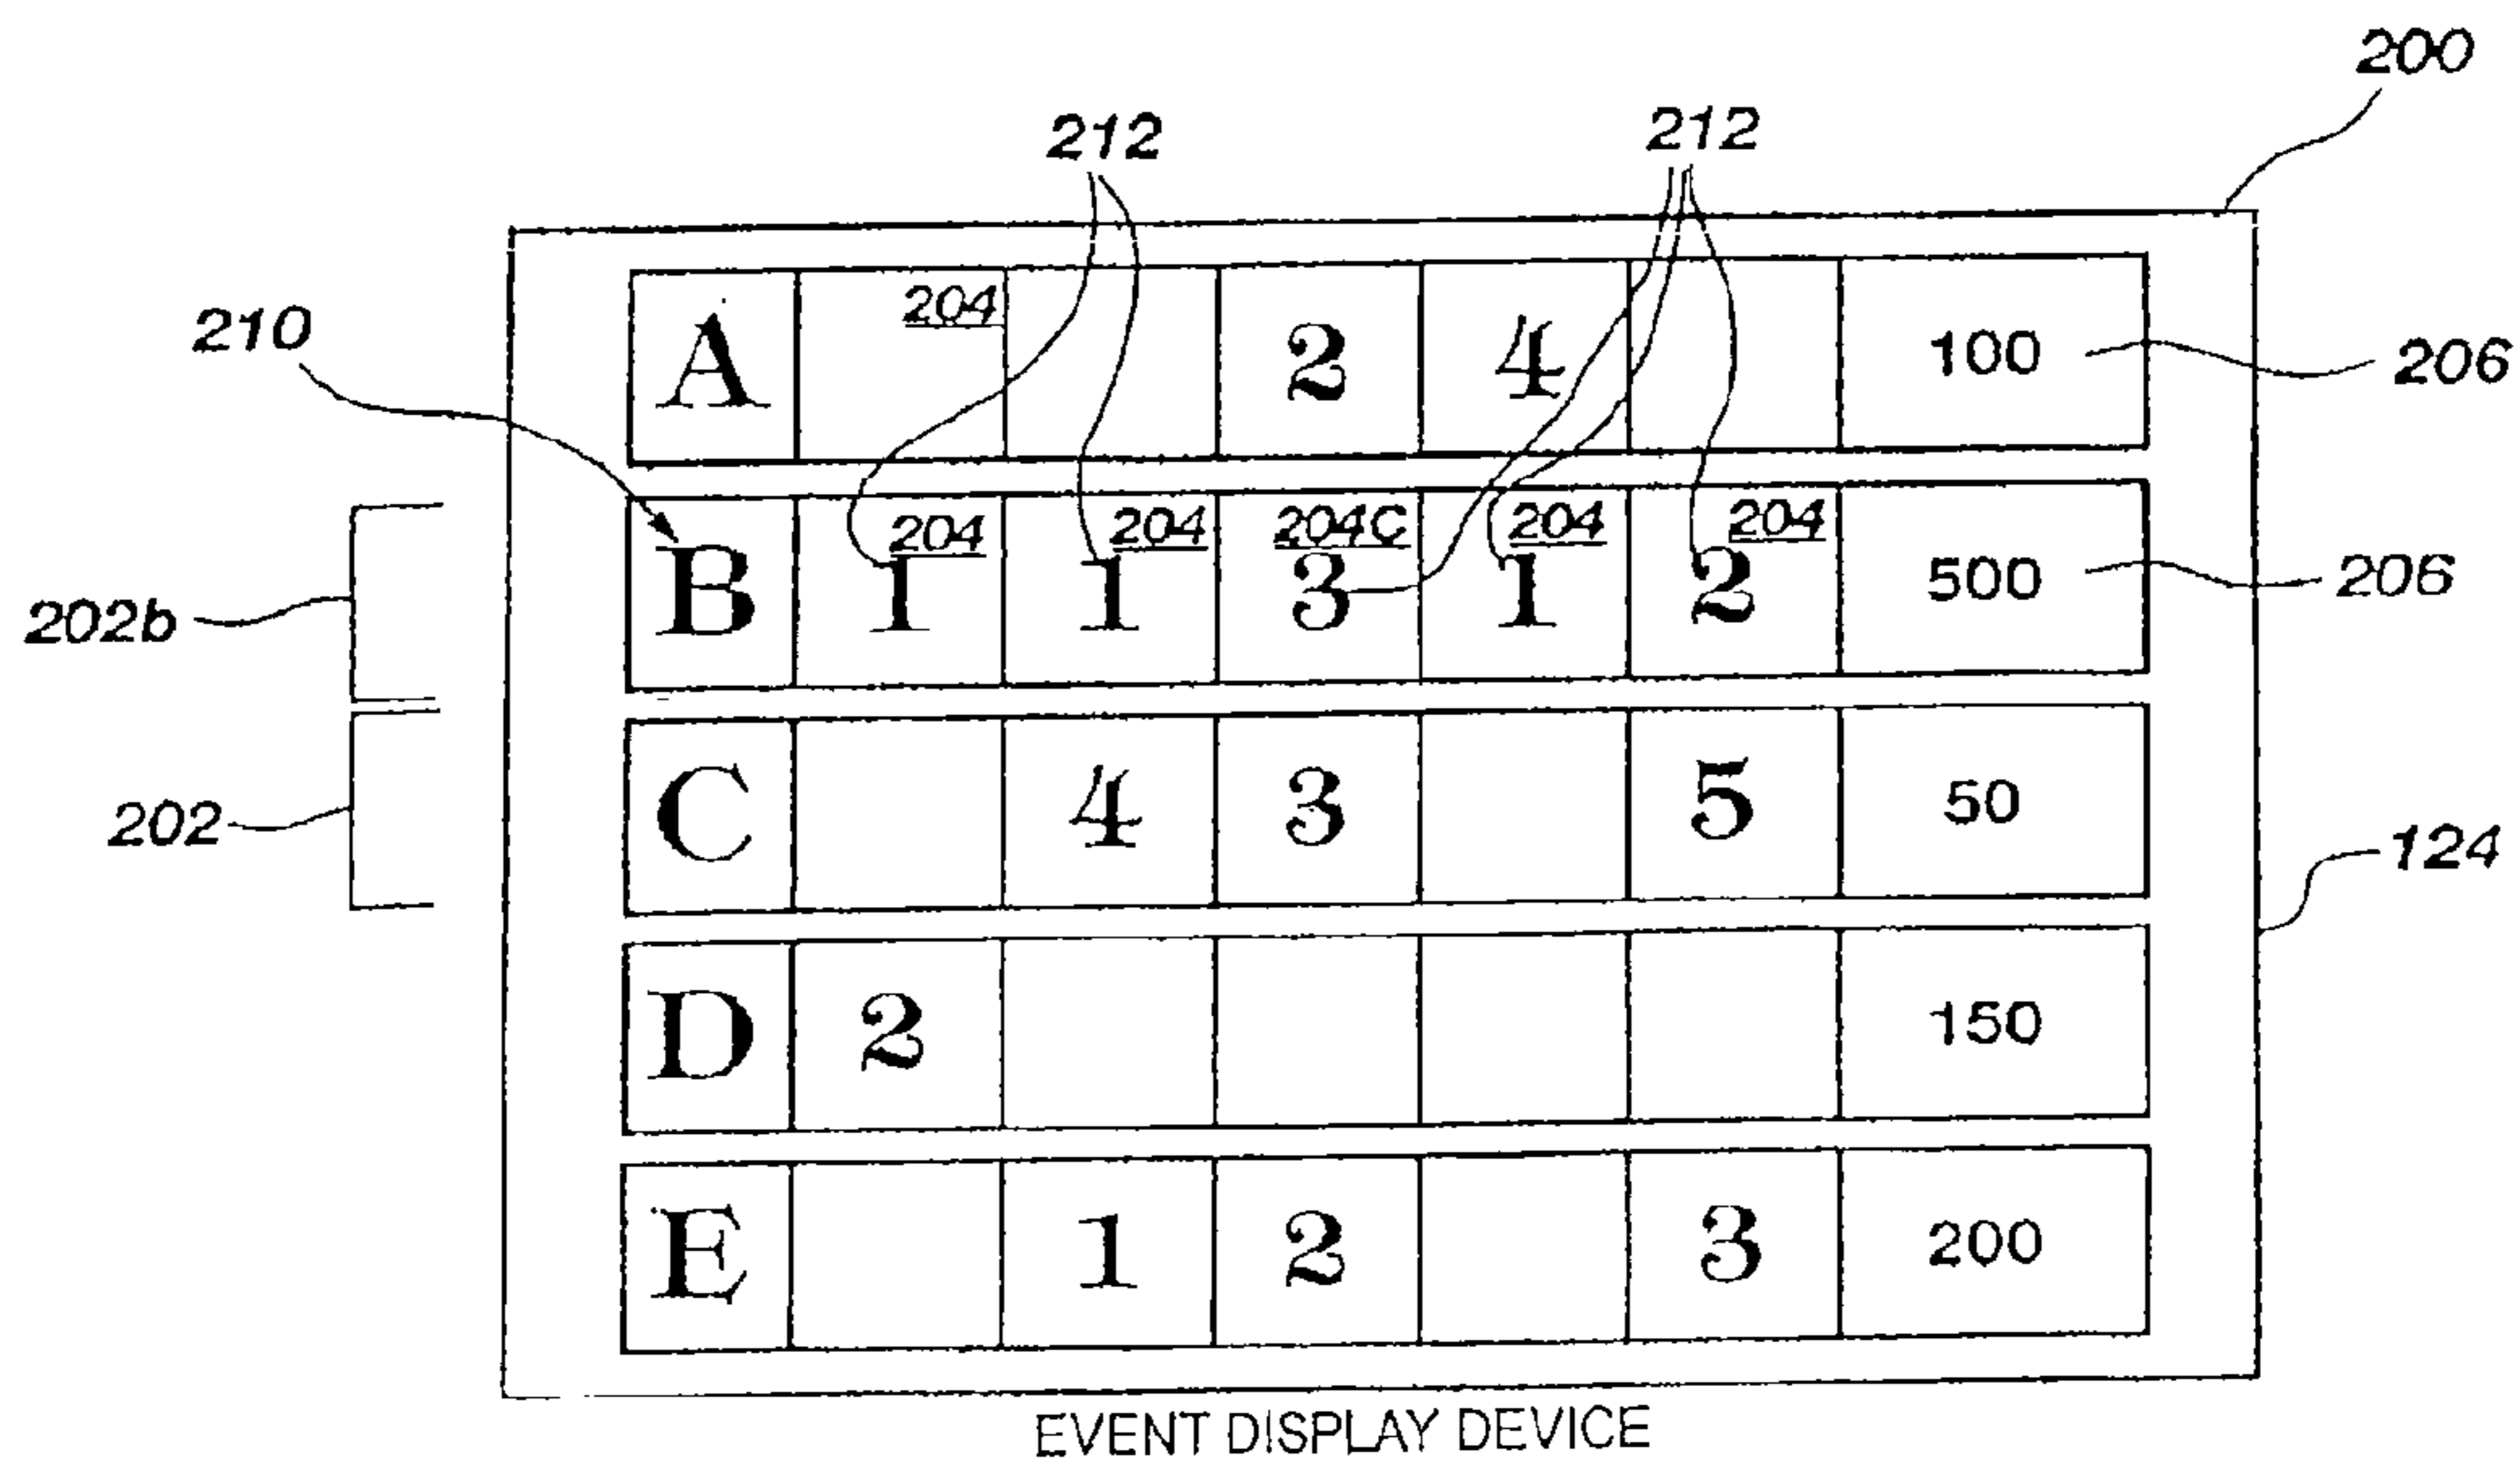 200
212 212
204
A 2 4 100 206
210
204 204 204C 204 204
B 1 1 3 1 2 500 206
202b
C 4 3 5 50
202
124
D 2 150
E 1 2 3 200
EVENT DISPLAY DEVICE